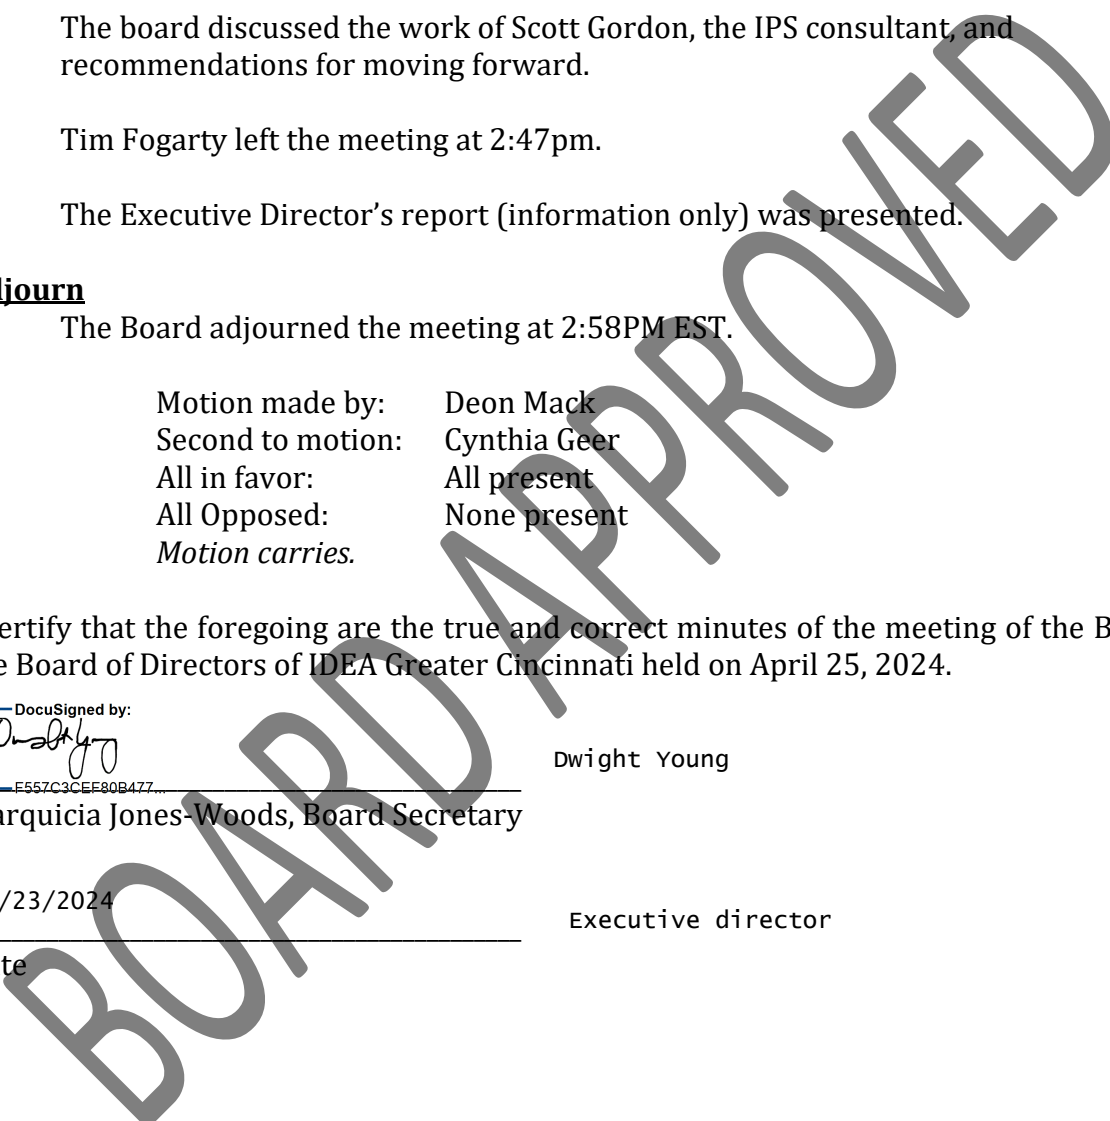 The board discussed the work of Scott Gordon, the IPS consultant, and
recommendations for moving forward.
Tim Fogarty left the meeting at 2:47pm.
The Executive Director’s report (information only) was presented.
djourn
The Board adjourned the meeting at 2:58PM EST.
Motion made by: Deon Mack
Second to motion: Cynthia Geer
All in favor: All present
All Opposed: None present
Motion carries.
ertify that the foregoing are the true and correct minutes of the meeting of the B
e Board of Directors of IDEA Greater Cincinnati held on April 25, 2024.
DocuSigned by:
Dwight Young
F557C3CEF80B477...
arquicia Jones-Woods, Board Secretary
/23/2024
Executive director
te
BOARD APPROVED